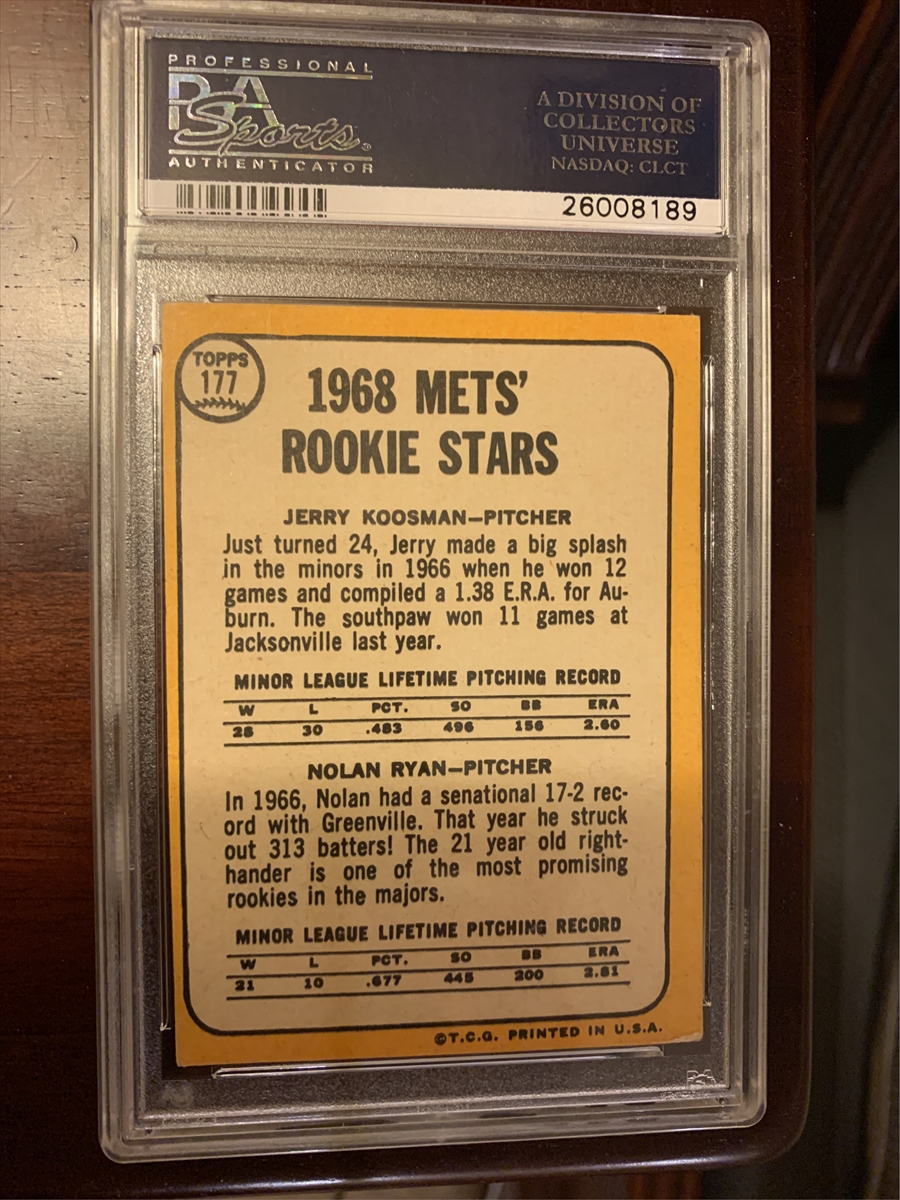 PROFESSIONAL
PSA
Sports
AUTHENTICATOR
A DIVISION OF
COLLECTORS
UNIVERSE
NASDAQ: CLCT
26008189
TOPPS
177
1968 METS'
ROOKIE STARS
JERRY KOOSMAN—PITCHER
Just turned 24, Jerry made a big splash
in the minors in 1966 when he won 12
games and compiled a 1.38 E.R.A. for Au-
burn. The southpaw won 11 games at
Jacksonville last year.
MINOR LEAGUE LIFETIME PITCHING RECORD
W L PCT. SO BB ERA
28 30 .483 496 156 2.60
NOLAN RYAN—PITCHER
In 1966, Nolan had a senational 17-2 rec-
ord with Greenville. That year he struck
out 313 batters! The 21 year old right-
hander is one of the most promising
rookies in the majors.
MINOR LEAGUE LIFETIME PITCHING RECORD
W L PCT. SO BB ERA
21 10 .677 445 200 2.81
©T.C.G. PRINTED IN U.S.A.
PSA